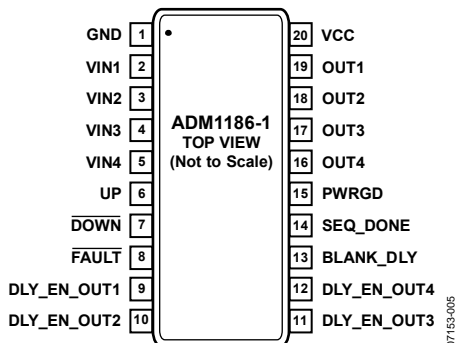 GND 1 20 VCC
VIN1 2 19 OUT1
VIN2 3 18 OUT2
VIN3 4 17 OUT3
VIN4 5 16 OUT4
UP 6 15 PWRGD
DOWN 7 14 SEQ_DONE
FAULT 8 13 BLANK_DLY
DLY_EN_OUT1 9 12 DLY_EN_OUT4
DLY_EN_OUT2 10 11 DLY_EN_OUT3
ADM1186-1
TOP VIEW
(Not to Scale)
07153-005